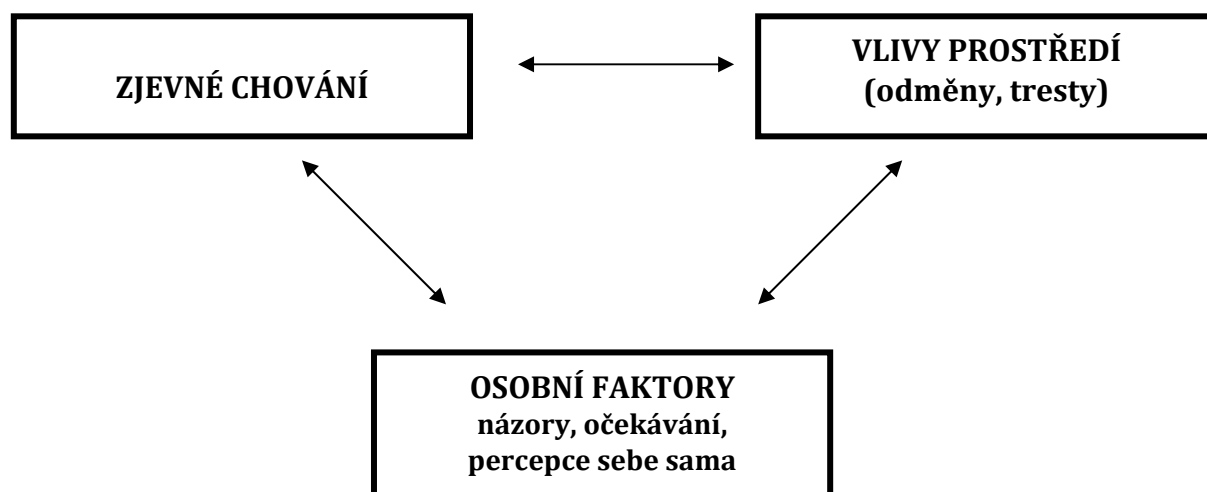 ZJEVNÉ CHOVÁNÍ
VLIVY PROSTŘEDÍ
(odměny, tresty)
OSOBNÍ FAKTORY
názory, očekávání,
percepce sebe sama